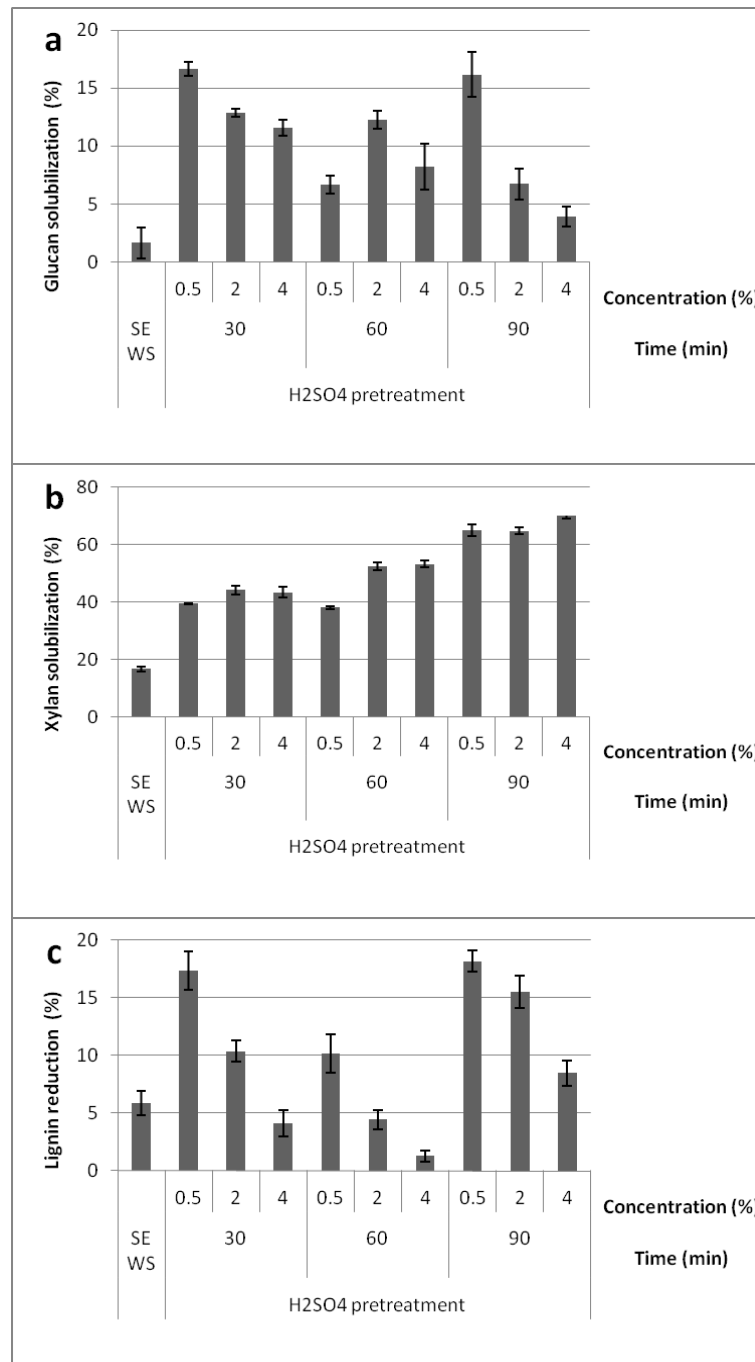 a
Glucan solubilization (%)
20
15
10
5
0
0.5 2 4 0.5 2 4 0.5 2 4 Concentration (%)
SE WS 30 60 90 Time (min)
H2SO4 pretreatment
b
Xylan solubilization (%)
80
60
40
20
0
0.5 2 4 0.5 2 4 0.5 2 4 Concentration (%)
SE WS 30 60 90 Time (min)
H2SO4 pretreatment
c
Lignin reduction (%)
20
15
10
5
0
0.5 2 4 0.5 2 4 0.5 2 4 Concentration (%)
SE WS 30 60 90 Time (min)
H2SO4 pretreatment